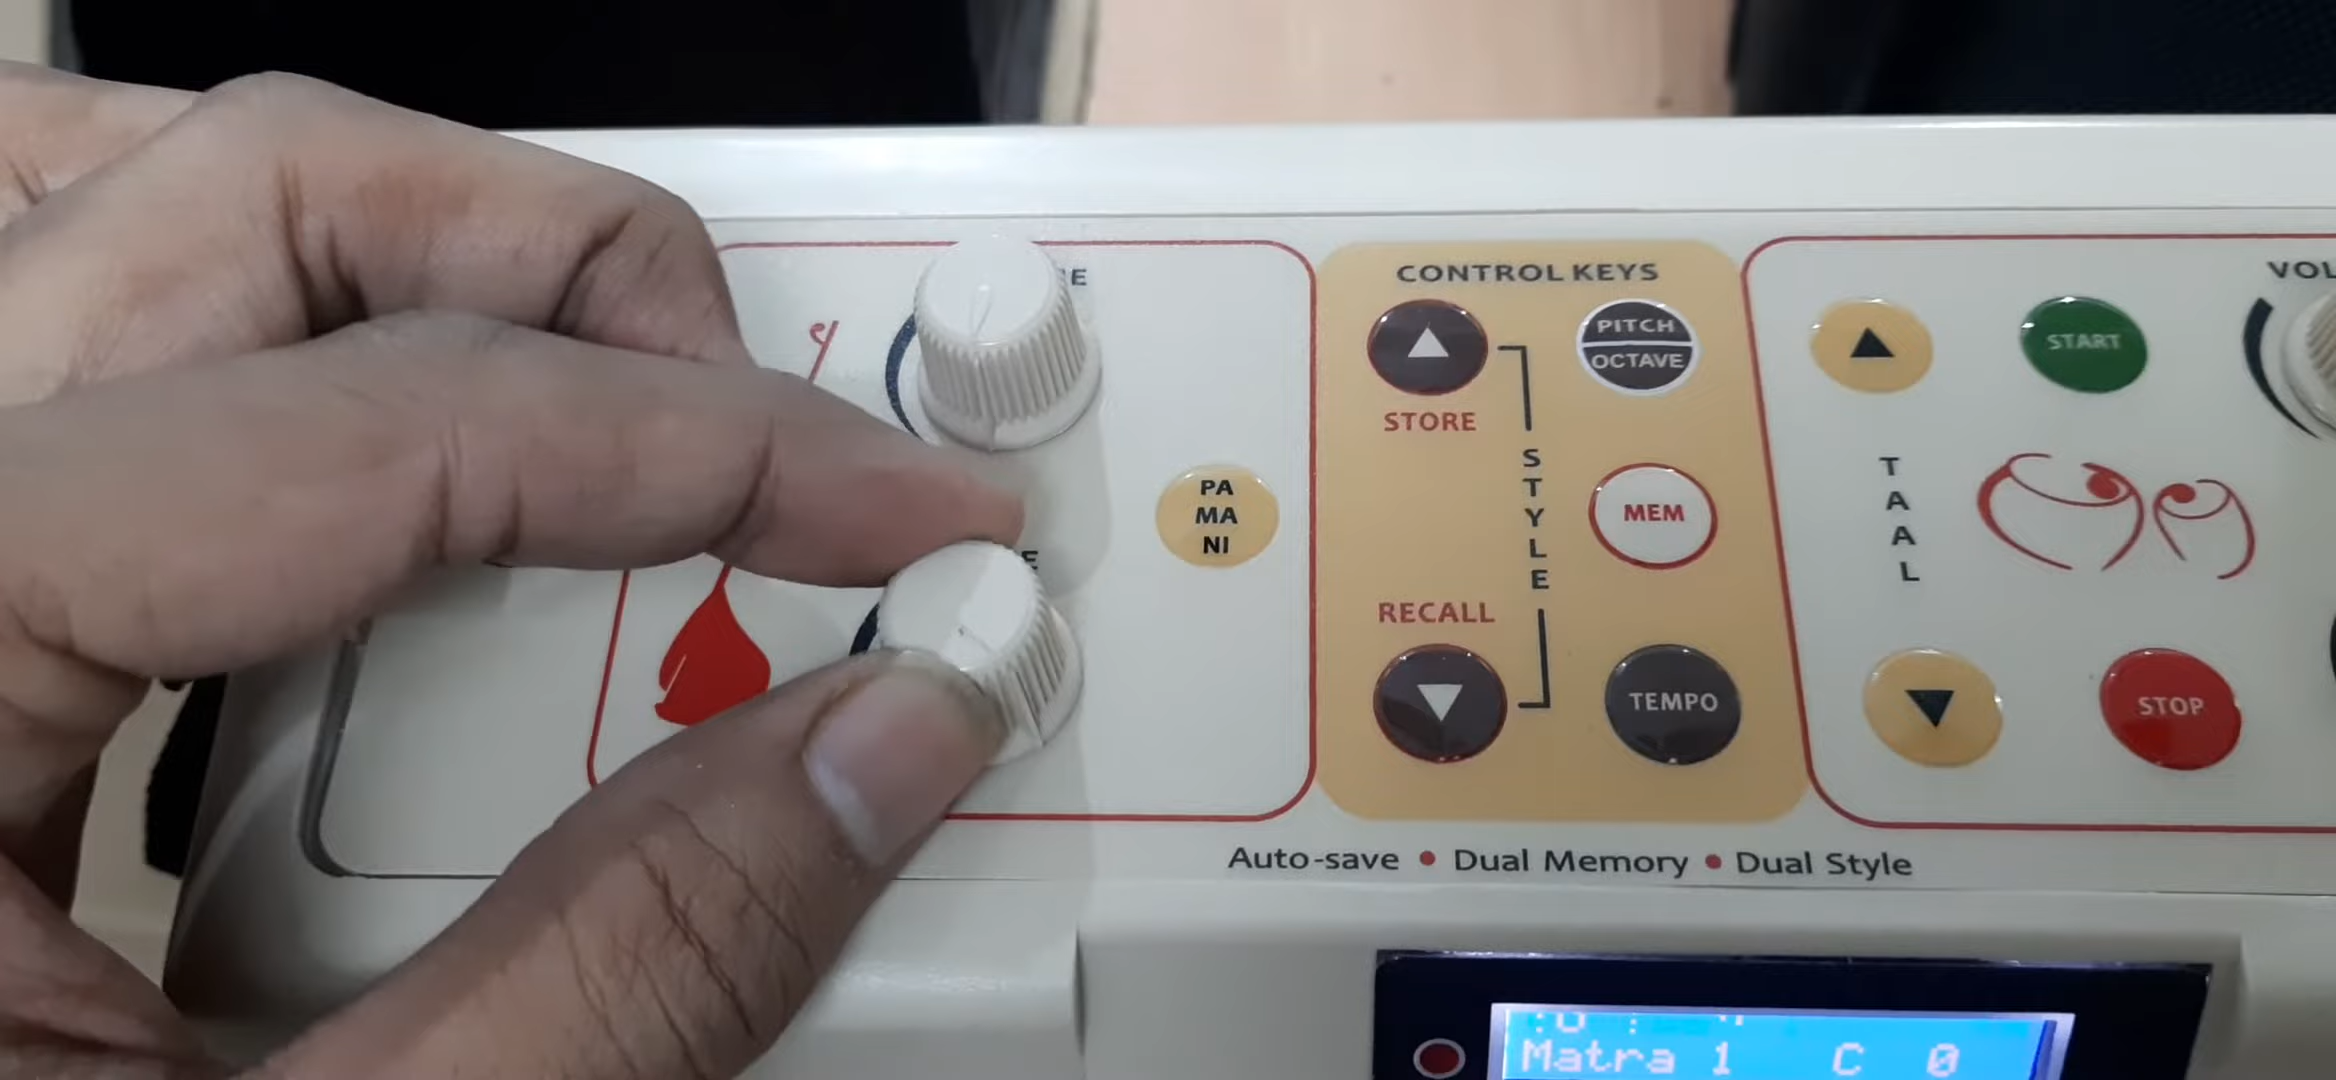 CONTROL KEYS
PITCH
OCTAVE
STORE
STYLE
MEM
RECALL
TEMPO
PA
MA
NI
START
TAAL
STOP
Auto-save • Dual Memory • Dual Style
Matra 1 C 0